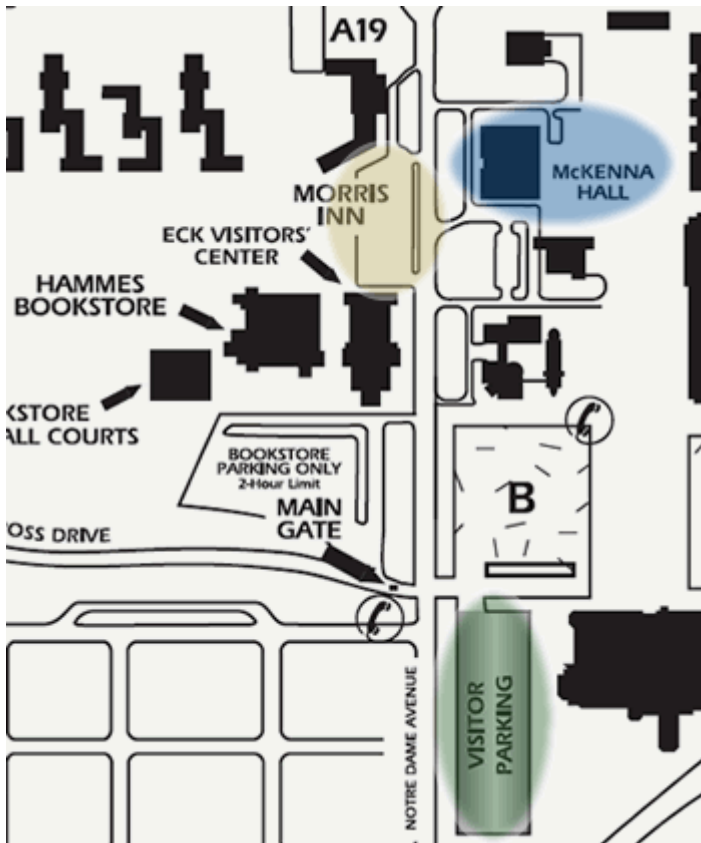 A19
McKENNA
HALL
MORRIS
INN
ECK VISITORS'
CENTER
HAMMES
BOOKSTORE
KSTORE
ALL COURTS
BOOKSTORE
PARKING ONLY
2-Hour Limit
B
MAIN
GATE
OSS DRIVE
NOTRE DAME AVENUE
VISITOR
PARKING